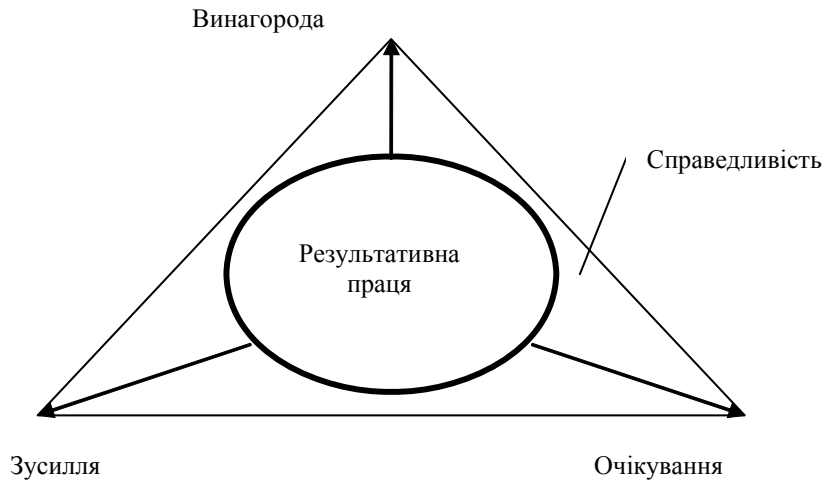 Винагорода
Справедливість
Результативна
праця
Зусилля
Очікування